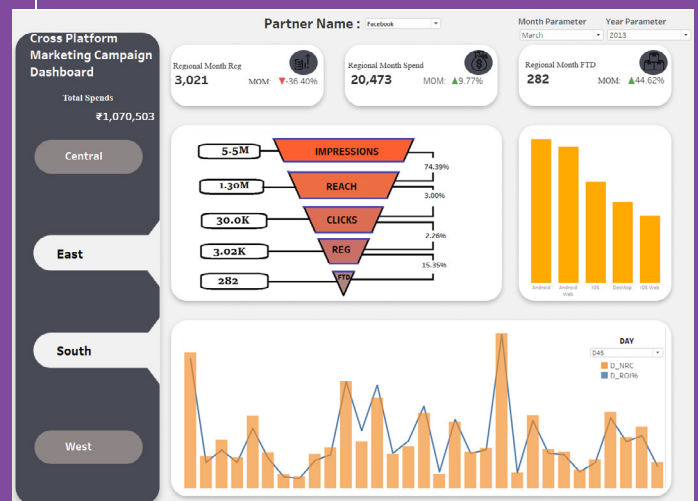 Partner Name : Facebook
Month Parameter
March
Year Parameter
2013
Cross Platform
Marketing Campaign
Dashboard
Total Spends
₹1,070,503
Central
East
South
West
Regional Month Reg
3,021
MOM: ▼-36.40%
Regional Month Spend
20,473
MOM: ▲9.77%
Regional Month FTD
282
MOM: ▲44.62%
5.5M
IMPRESSIONS
74.39%
1.30M
REACH
3.00%
30.0K
CLICKS
2.26%
3.02K
REG
15.35%
282
FTD
Android
Android Web
IOS
Desktop
IOS Web
DAY
D45
D_NRC
D_ROI%